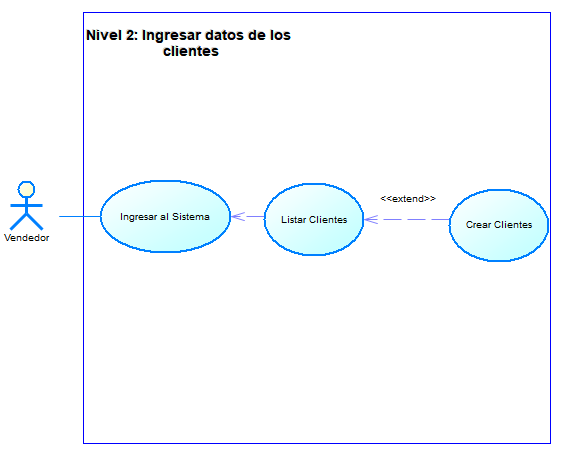 Nivel 2: Ingresar datos de los
clientes
<<extend>>
Ingresar al Sistema
Listar Clientes
Crear Clientes
Vendedor